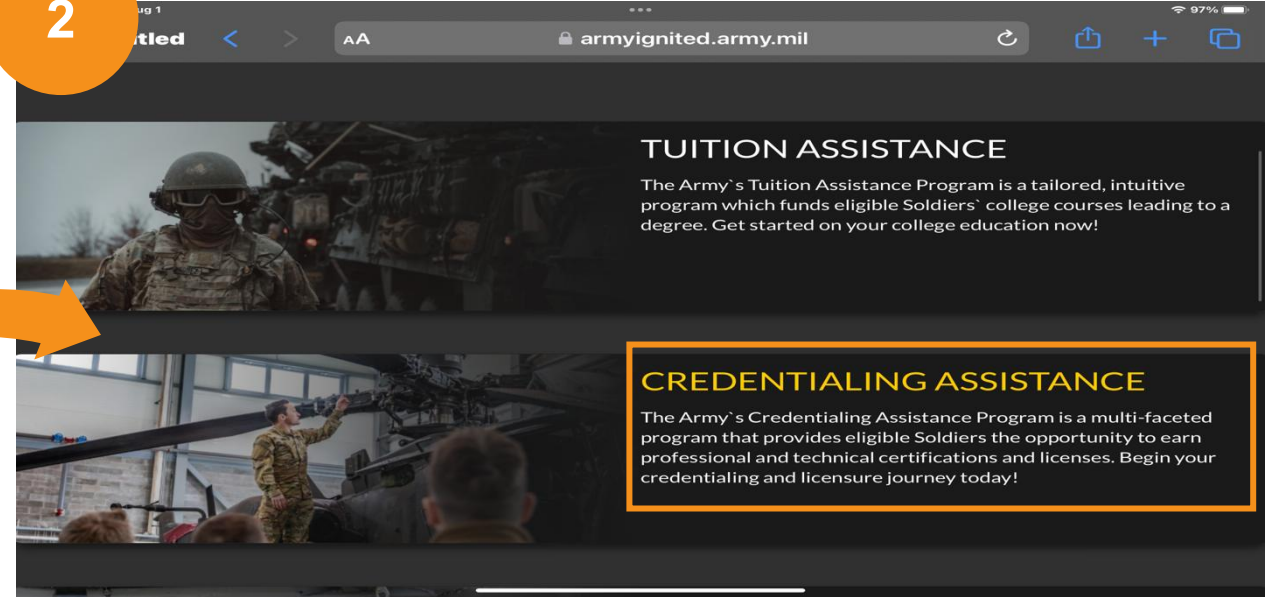 2
ug 1
97%
tled
AA
armyignited.army.mil
TUITION ASSISTANCE
The Army`s Tuition Assistance Program is a tailored, intuitive
program which funds eligible Soldiers` college courses leading to a
degree. Get started on your college education now!
CREDENTIALING ASSISTANCE
The Army`s Credentialing Assistance Program is a multi-faceted
program that provides eligible Soldiers the opportunity to earn
professional and technical certifications and licenses. Begin your
credentialing and licensure journey today!